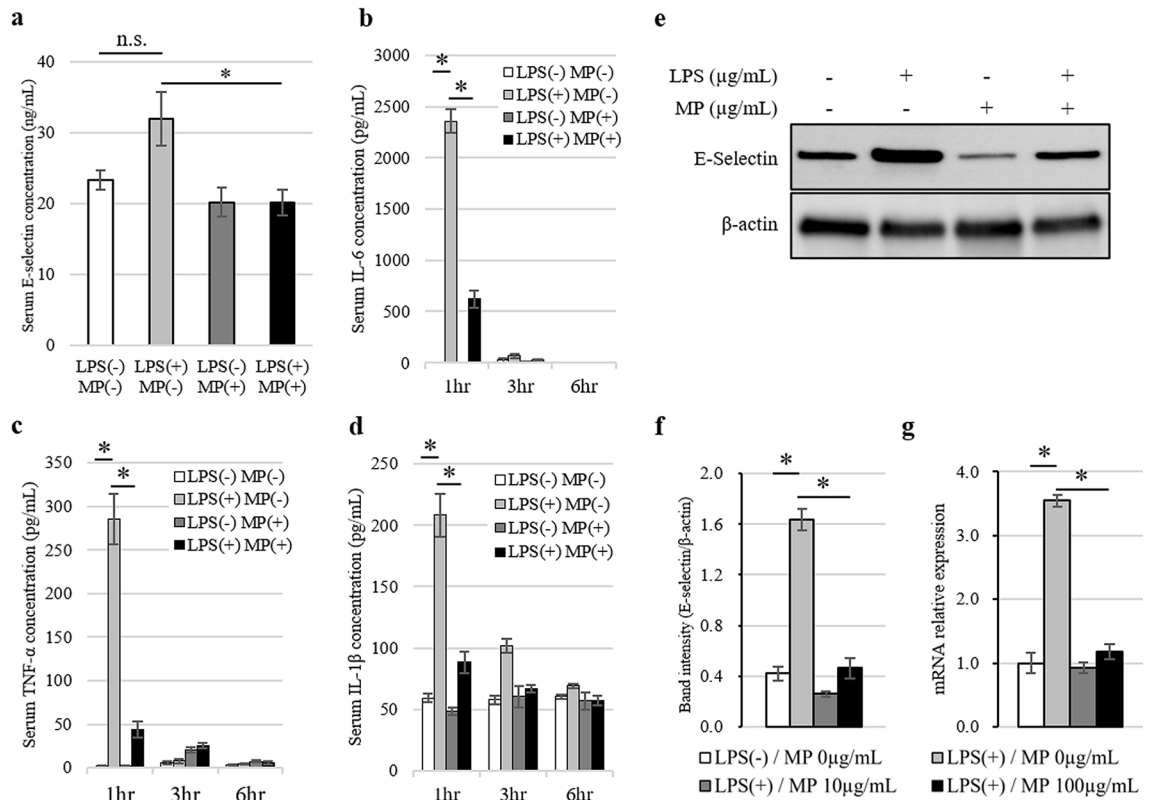 a
n.s.
*
Serum E-selectin concentration (ng/mL)
40
30
20
10
0
LPS(-) LPS(+) LPS(-) LPS(+)
MP(-) MP(-) MP(+) MP(+)
b
*
*
Serum IL-6 concentration (pg/mL)
3000
2500
2000
1500
1000
500
0
LPS(-) MP(-)
LPS(+) MP(-)
LPS(-) MP(+)
LPS(+) MP(+)
1hr 3hr 6hr
e
LPS (µg/mL) - + - +
MP (µg/mL) - - + +
E-Selectin
β-actin
c
*
*
Serum TNF-α concentration (pg/mL)
350
300
250
200
150
100
50
0
LPS(-) MP(-)
LPS(+) MP(-)
LPS(-) MP(+)
LPS(+) MP(+)
1hr 3hr 6hr
d
*
*
Serum IL-1β concentration (pg/mL)
250
200
150
100
50
0
LPS(-) MP(-)
LPS(+) MP(-)
LPS(-) MP(+)
LPS(+) MP(+)
1hr 3hr 6hr
f
*
*
Band intensity (E-selectin/β-actin)
2.0
1.6
1.2
0.8
0.4
0.0
g
*
*
mRNA relative expression
4.0
3.0
2.0
1.0
0.0
LPS(-) / MP 0µg/mL LPS(+) / MP 0µg/mL
LPS(+) / MP 10µg/mL LPS(+) / MP 100µg/mL